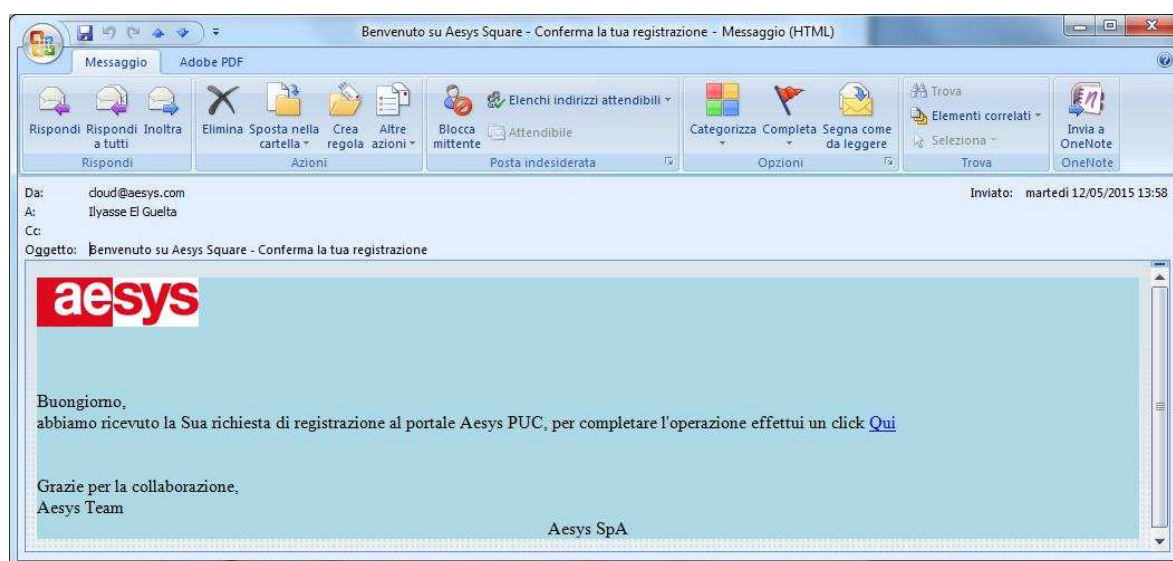 Benvenuto su Aesys Square - Conferma la tua registrazione - Messaggio (HTML)
Messaggio Adobe PDF
Rispondi Rispondi a tutti Inoltra
Rispondi
Elimina Sposta nella cartella Crea regola Altre azioni
Azioni
Blocca mittente
Elenchi indirizzi attendibili
Attendibile
Posta indesiderata
Categorizza Completa Segna come da leggere
Opzioni
Trova
Elementi correlati
Seleziona
Trova
Invia a OneNote
OneNote
Da: cloud@aesys.com
Inviato: martedì 12/05/2015 13:58
A: Ilyasse El Guelta
Cc:
Oggetto: Benvenuto su Aesys Square - Conferma la tua registrazione
aesys
Buongiorno,
abbiamo ricevuto la Sua richiesta di registrazione al portale Aesys PUC, per completare l'operazione effettui un click Qui
Grazie per la collaborazione,
Aesys Team
Aesys SpA